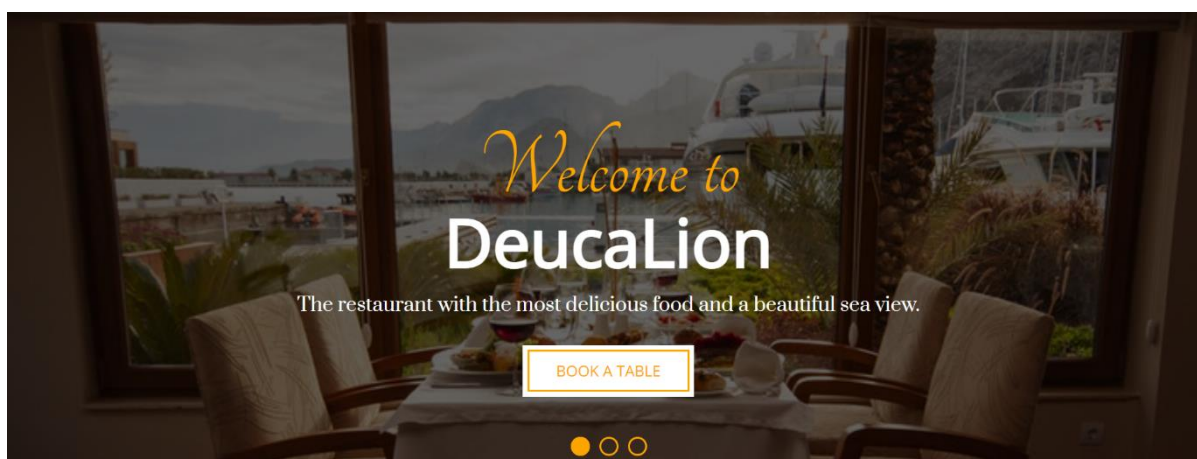 Welcome to
DeucaLion
The restaurant with the most delicious food and a beautiful sea view.
BOOK A TABLE